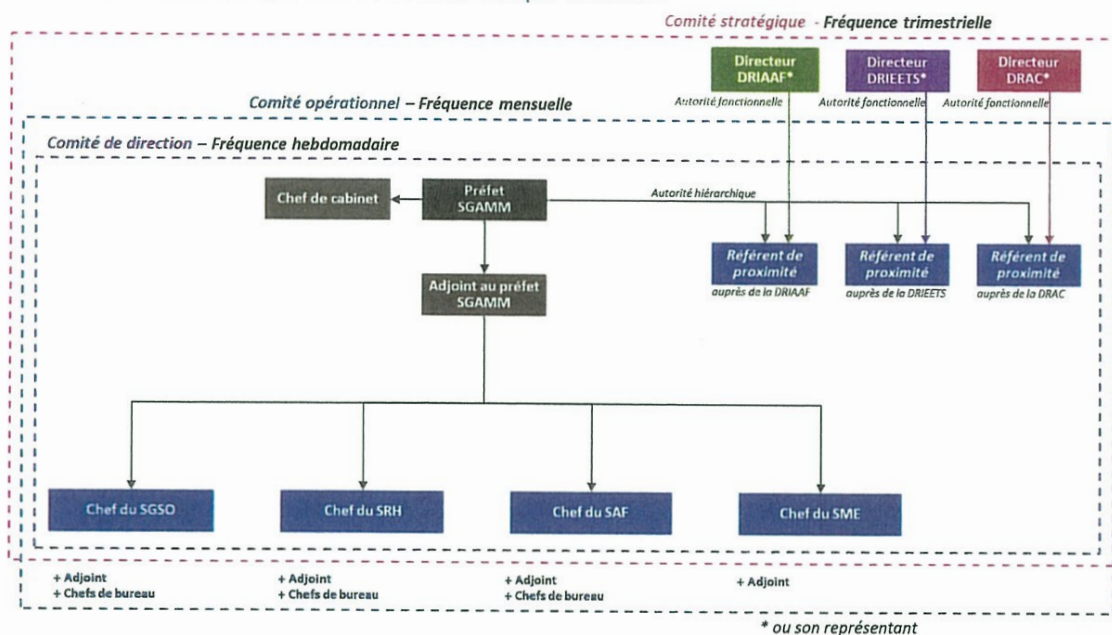 Comité stratégique - Fréquence trimestrielle
Directeur
DRIAAF*
Directeur
DRIEETS*
Directeur
DRAC*
Autorité fonctionnelle
Autorité fonctionnelle
Autorité fonctionnelle
Comité opérationnel – Fréquence mensuelle
Comité de direction – Fréquence hebdomadaire
Chef de cabinet
Préfet
SGAMM
Autorité hiérarchique
Référent de
proximité
auprès de la DRIAAF
Référent de
proximité
auprès de la DRIEETS
Référent de
proximité
auprès de la DRAC
Adjoint au préfet
SGAMM
Chef du SGSO
Chef du SRH
Chef du SAF
Chef du SME
+ Adjoint
+ Chefs de bureau
+ Adjoint
+ Chefs de bureau
+ Adjoint
+ Chefs de bureau
+ Adjoint
* ou son représentant